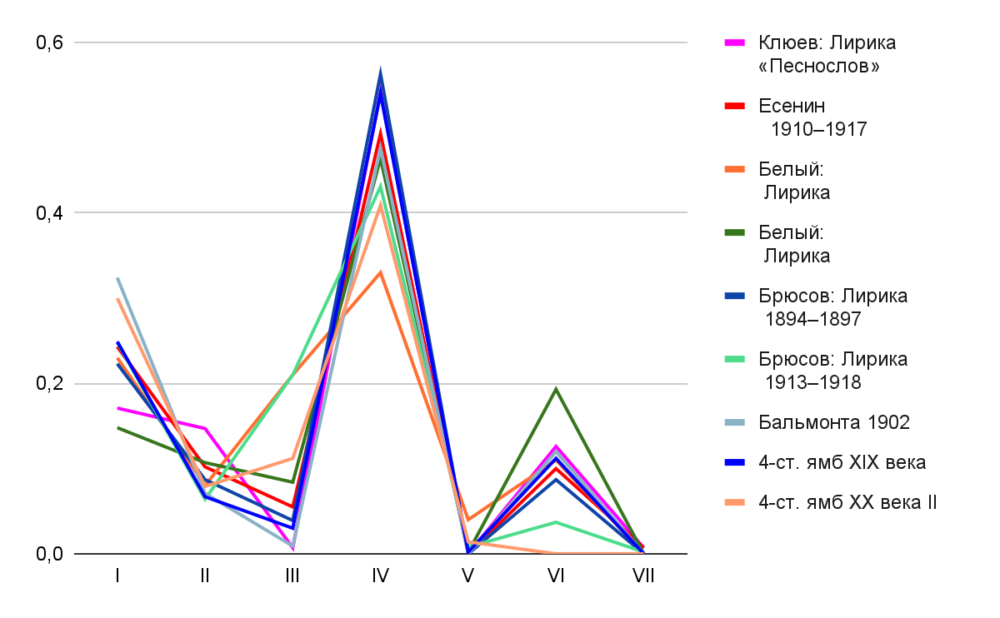 0,6
0,4
0,2
0,0
I II III IV V VI VII
Клюев: Лирика
«Песнослов»
Есенин
1910–1917
Белый:
Лирика
Белый:
Лирика
Брюсов: Лирика
1894–1897
Брюсов: Лирика
1913–1918
Бальмонта 1902
4-ст. ямб XIX века
4-ст. ямб XX века II